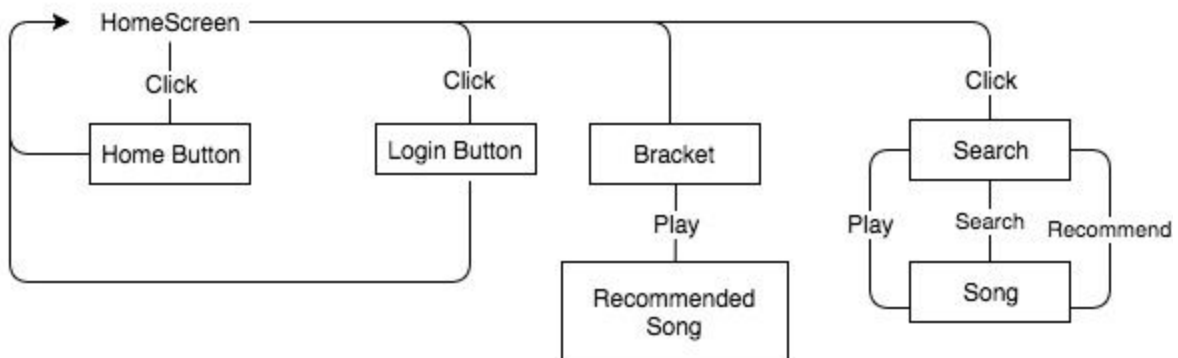 HomeScreen
Click
Click
Click
Home Button
Login Button
Bracket
Search
Play
Play
Search
Recommend
Recommended
Song
Song